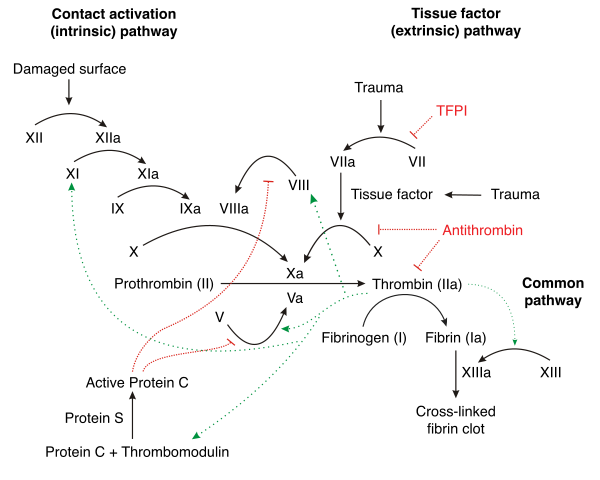 Contact activation
(intrinsic) pathway
Tissue factor
(extrinsic) pathway
Damaged surface
Trauma
TFPI
XII
XIIa
VIIa
VII
XI
XIa
VIII
Tissue factor
Trauma
IX
IXa
VIIIa
Antithrombin
X
X
Xa
Prothrombin (II)
Thrombin (IIa)
Common
pathway
Va
V
Fibrinogen (I)
Fibrin (Ia)
XIIIa
XIII
Active Protein C
Cross-linked
fibrin clot
Protein S
Protein C + Thrombomodulin